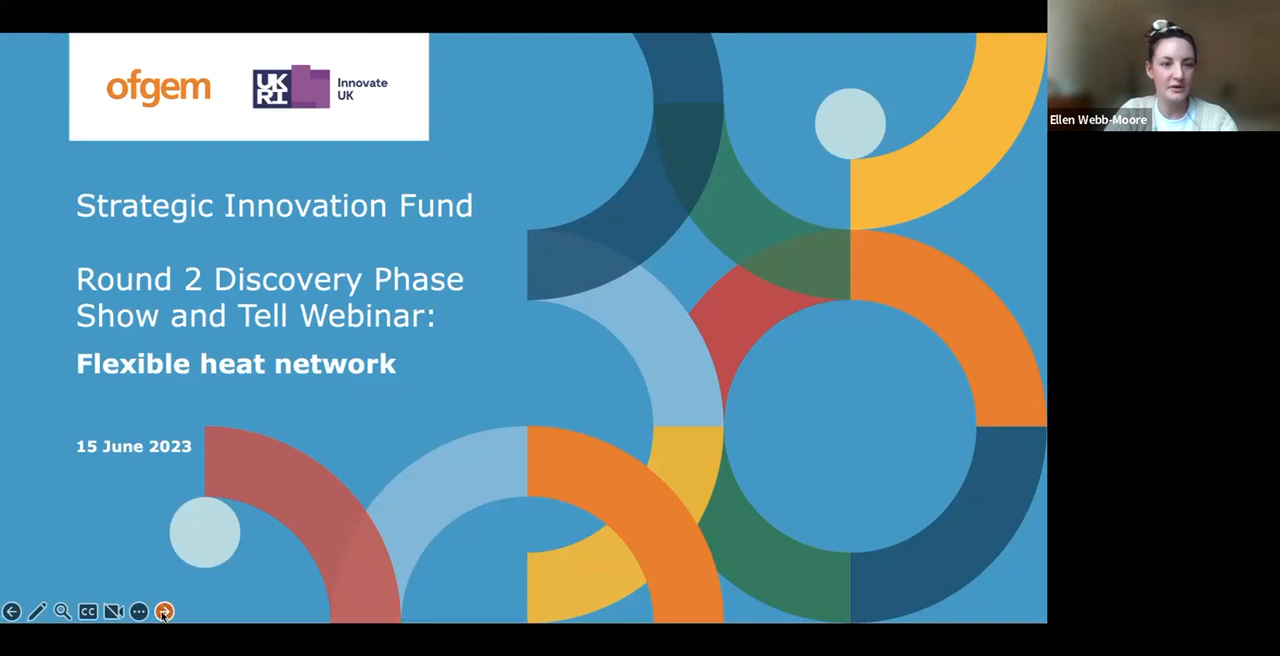 ofgem
UK
RI
Innovate
UK
Ellen Webb-Moore
Strategic Innovation Fund
Round 2 Discovery Phase
Show and Tell Webinar:
Flexible heat network
15 June 2023
CC